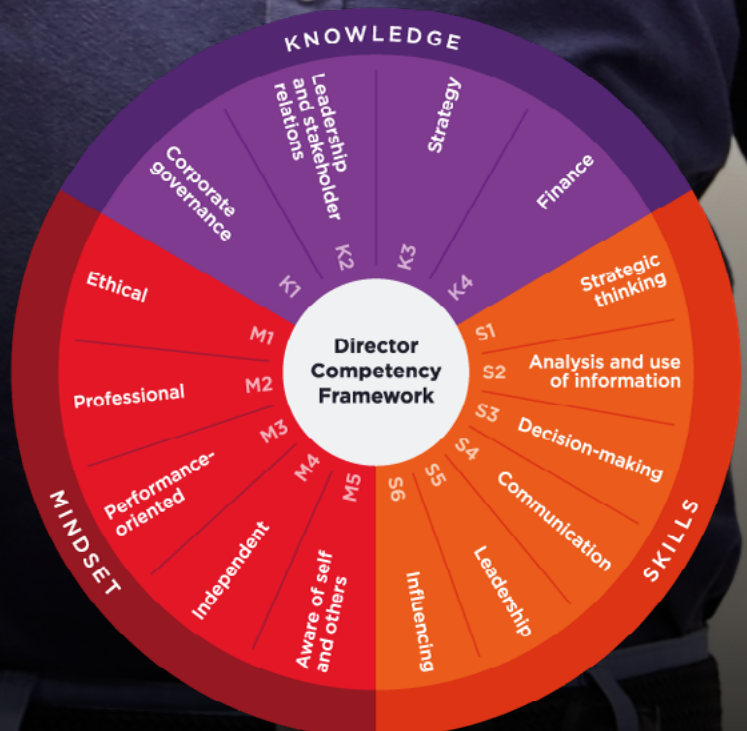 KNOWLEDGE
Corporate
governance
K1
Leadership
and stakeholder
relations
K2
Strategy
K3
Finance
K4
SKILLS
Strategic
thinking
S1
Analysis and use
of information
S2
Decision-making
S3
Communication
S4
Leadership
S5
Influencing
S6
MINDSET
Ethical
M1
Professional
M2
Performance-
oriented
M3
Independent
M4
Aware of self
and others
M5
Director
Competency
Framework